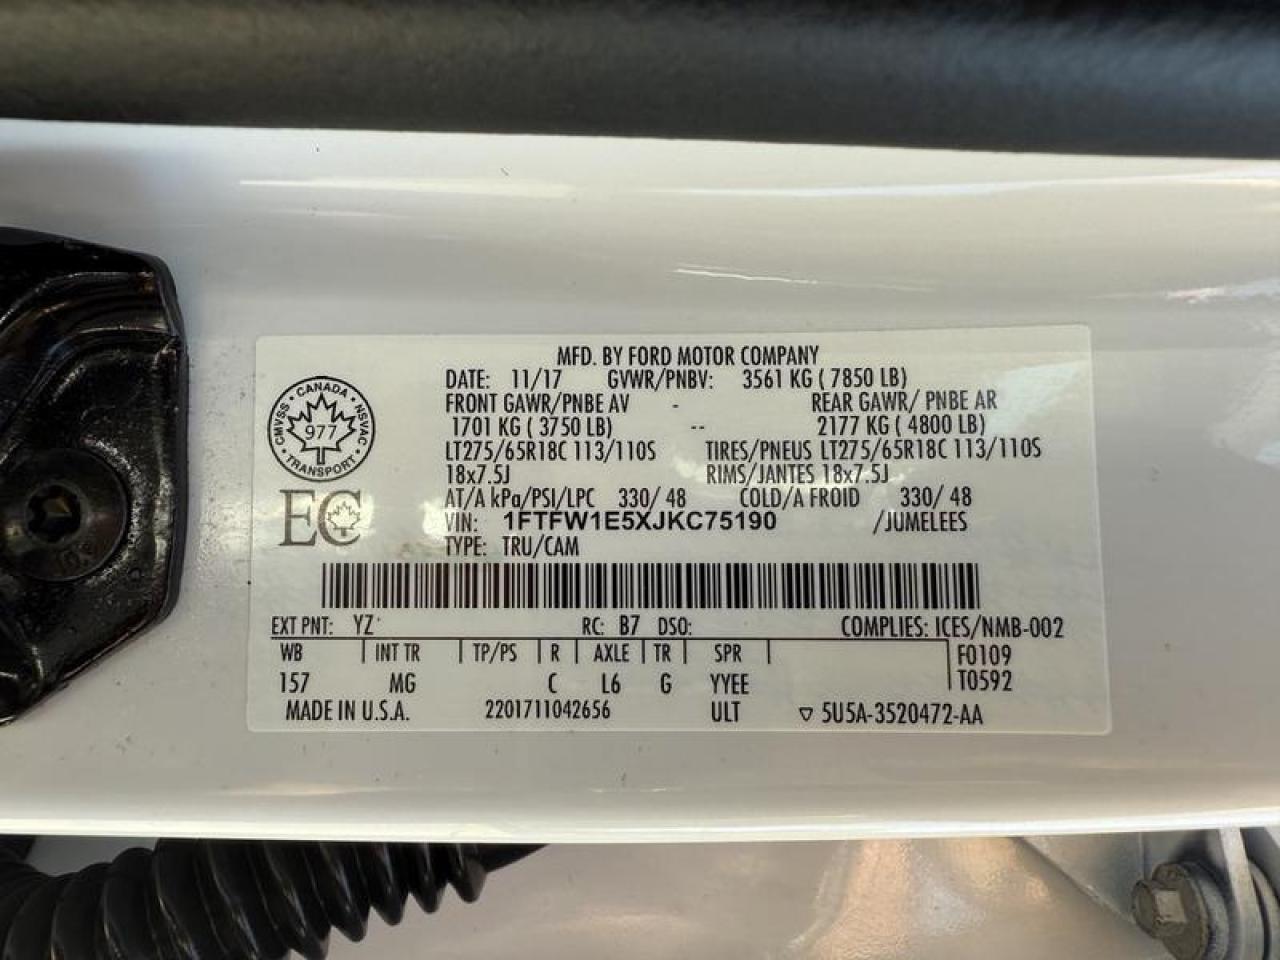 MFD. BY FORD MOTOR COMPANY
DATE: 11/17 GVWR/PNBV: 3561 KG ( 7850 LB)
FRONT GAWR/PNBE AV - REAR GAWR/ PNBE AR
1701 KG ( 3750 LB) -- 2177 KG ( 4800 LB)
LT275/65R18C 113/110S TIRES/PNEUS LT275/65R18C 113/110S
18x7.5J RIMS/JANTES 18x7.5J
AT/A kPa/PSI/LPC 330/ 48 COLD/A FROID 330/ 48
VIN: 1FTFW1E5XJKC75190 /JUMELEES
TYPE: TRU/CAM
CANADA
CMVSS • NSVAC
977
TRANSPORT
EC
EXT PNT: YZ RC: B7 DSO: COMPLIES: ICES/NMB-002
WB INT TR TP/PS R AXLE TR SPR F0109
157 MG C L6 G YYEE T0592
MADE IN U.S.A. 2201711042656 ULT ▽ 5U5A-3520472-AA